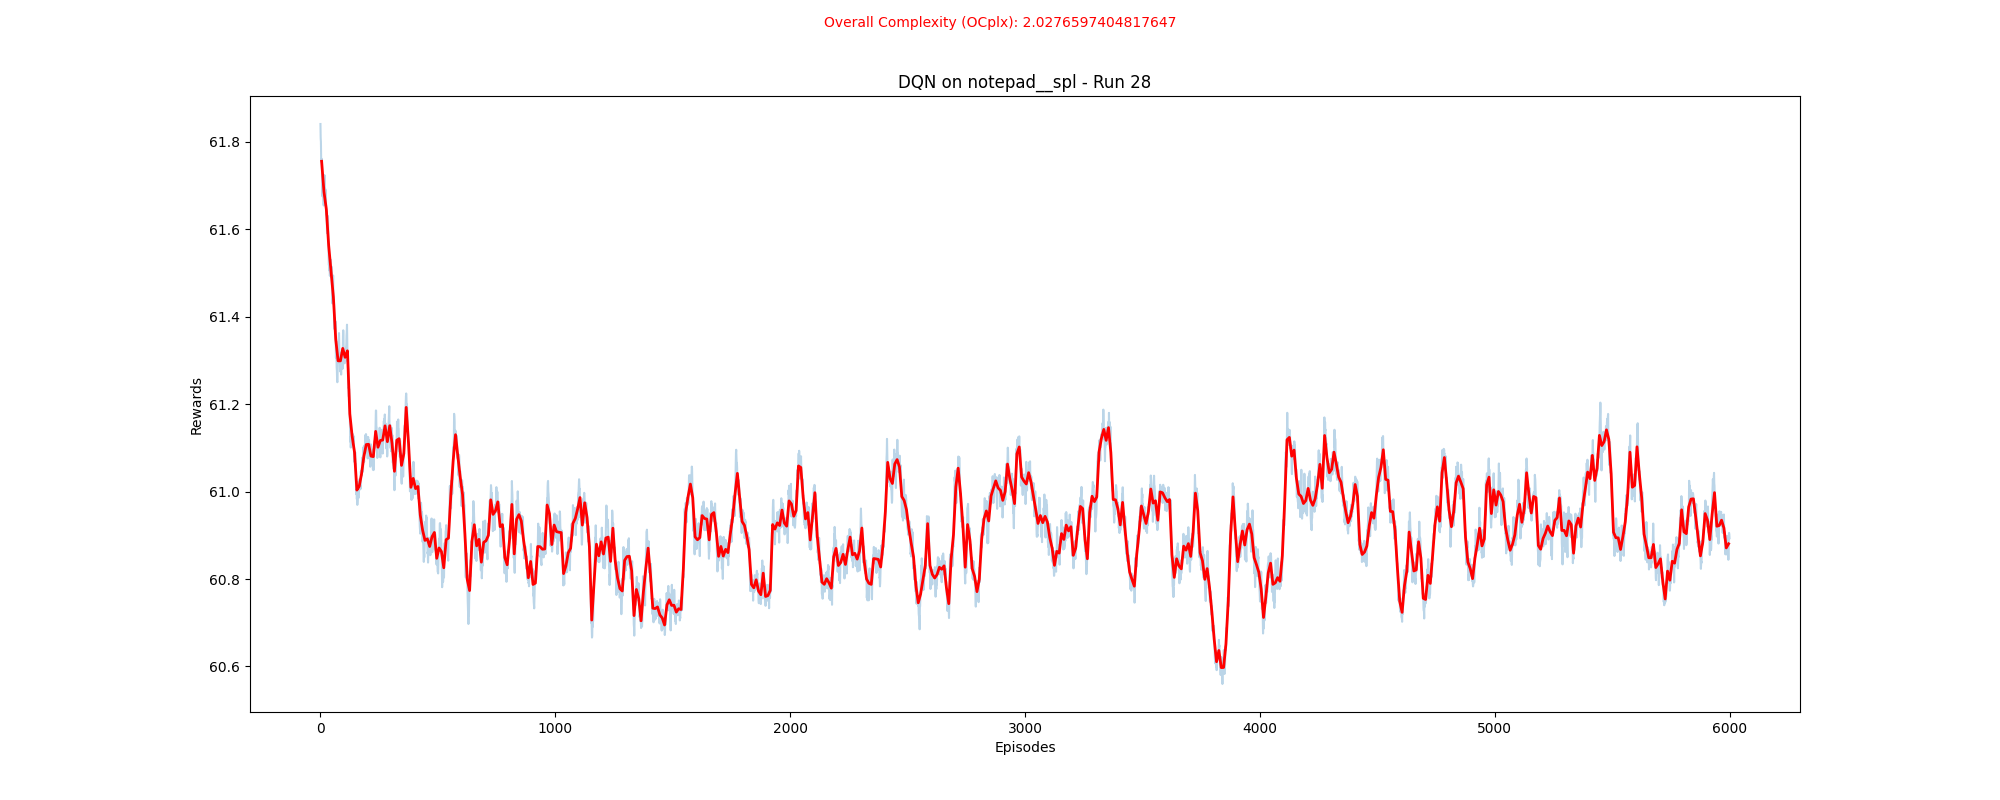 Overall Complexity (OCplx): 2.0276597404817647
DQN on notepad__spl - Run 28
Rewards
61.8
61.6
61.4
61.2
61.0
60.8
60.6
0 1000 2000 3000 4000 5000 6000
Episodes